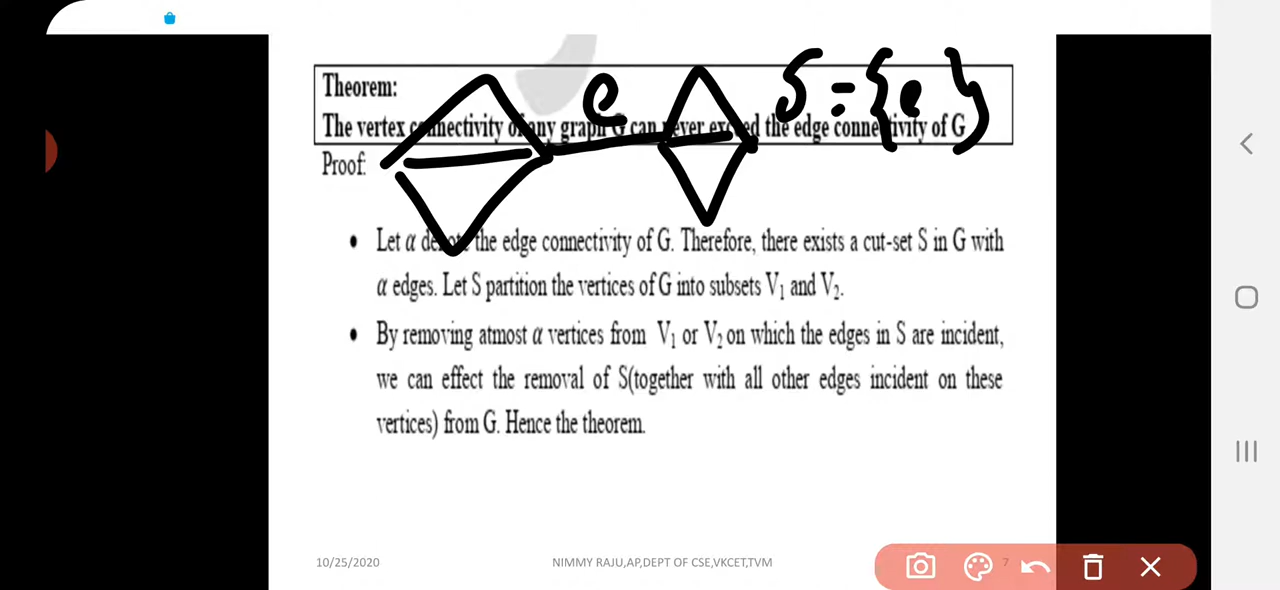 Theorem:
The vertex connectivity of any graph G can never exceed the edge connectivity of G
e
S = {e}
Proof:
• Let α denote the edge connectivity of G. Therefore, there exists a cut-set S in G with
α edges. Let S partition the vertices of G into subsets V₁ and V₂.
• By removing atmost α vertices from V₁ or V₂ on which the edges in S are incident,
we can effect the removal of S(together with all other edges incident on these
vertices) from G. Hence the theorem.
10/25/2020
NIMMY RAJU,AP,DEPT OF CSE,VKCET,TVM
7